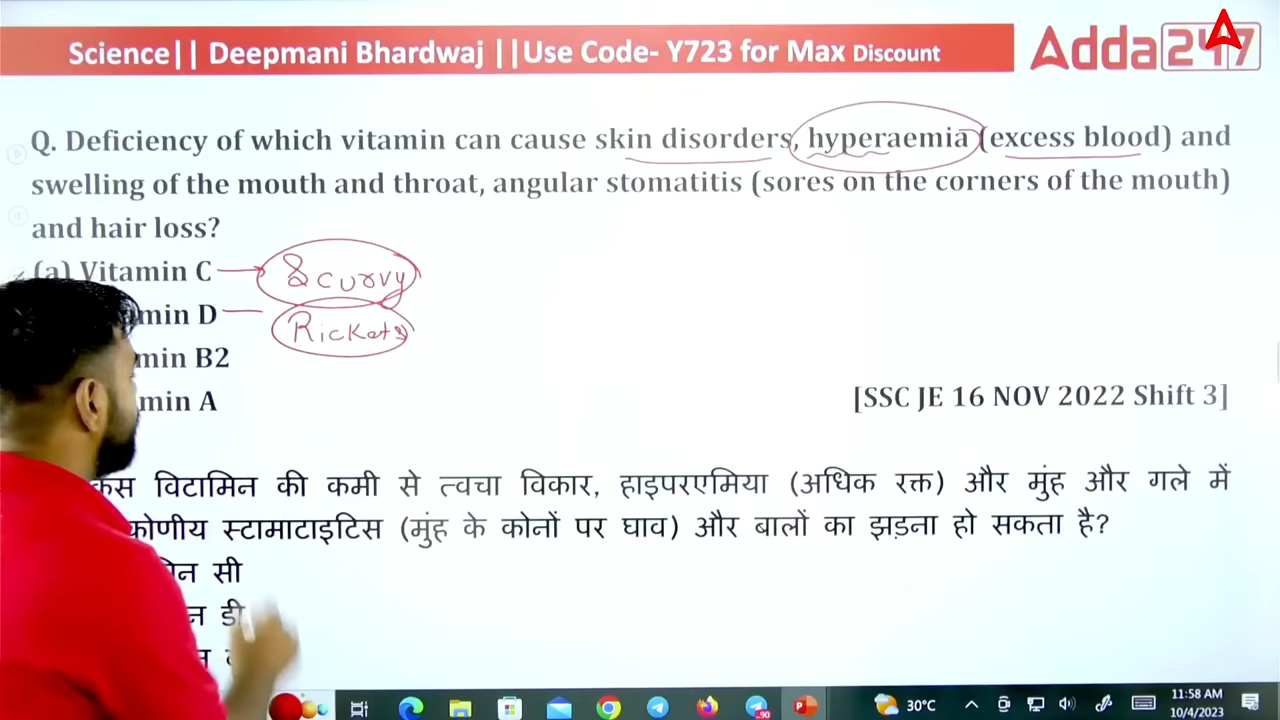 Science|| Deepmani Bhardwaj ||Use Code- Y723 for Max Discount
Adda247
Q. Deficiency of which vitamin can cause skin disorders, hyperaemia (excess blood) and
swelling of the mouth and throat, angular stomatitis (sores on the corners of the mouth)
and hair loss?
(a) Vitamin C Scurvy
min D Rickets
min B2
min A
[SSC JE 16 NOV 2022 Shift 3]
विटामिन की कमी से त्वचा विकार, हाइपरएमिया (अधिक रक्त) और मुंह और गले में
कोणीय स्टामाटाइटिस (मुंह के कोनों पर घाव) और बालों का झड़ना हो सकता है?
सी
डी
30°C
11:58 AM
10/4/2023